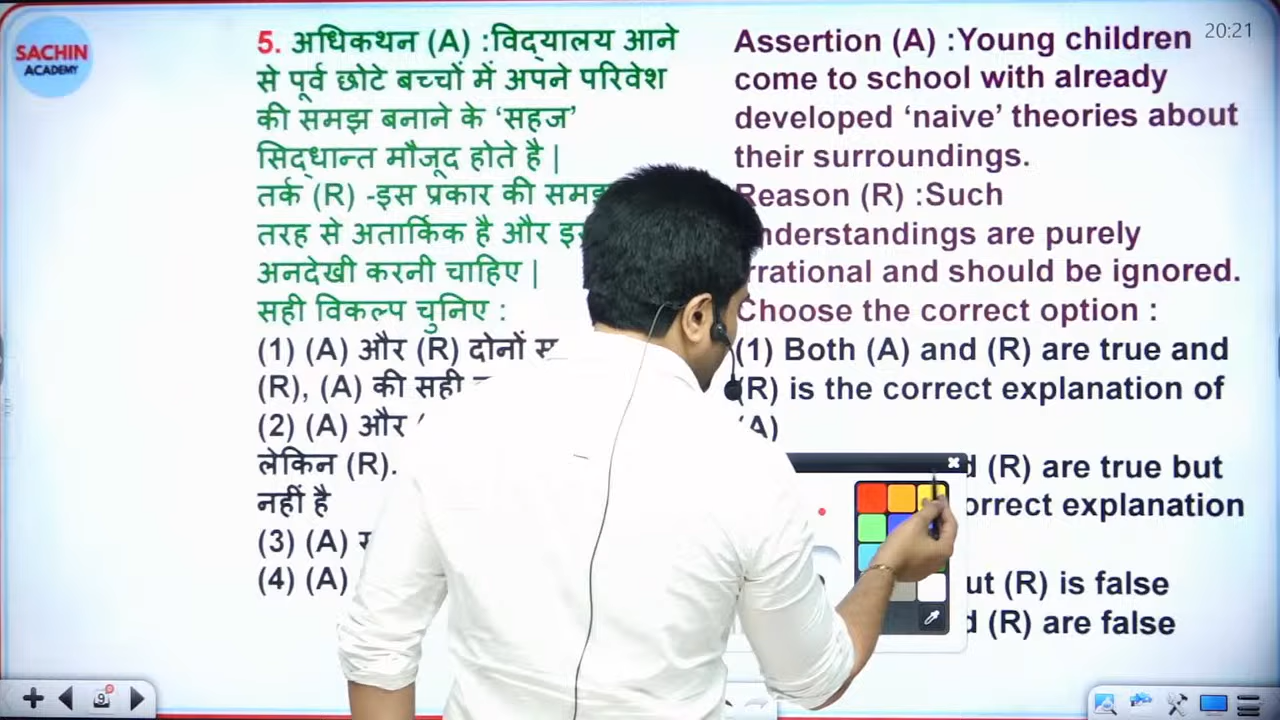 SACHIN
ACADEMY
20:21
5. अधिकथन (A) :विद्यालय आने
से पूर्व छोटे बच्चों में अपने परिवेश
की समझ बनाने के ‘सहज’
सिद्धान्त मौजूद होते है |
तर्क (R) -इस प्रकार की
तरह से अतार्किक है और
अनदेखी करनी चाहिए |
सही विकल्प चुनिए :
(1) (A) और (R) दोनों
(R), (A) की सही
(2) (A) और
लेकिन (R).
नहीं है
(3) (A)
(4) (A)
Assertion (A) :Young children
come to school with already
developed ‘naive’ theories about
their surroundings.
Reason (R) :Such
are purely
and should be ignored.
Choose the correct option :
(1) Both (A) and (R) are true and
(R) is the correct explanation of
(A)
(R) are true but
explanation
(R) is false
(R) are false
9